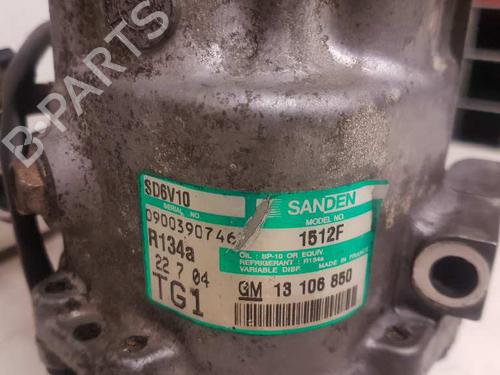 B-PARTS
SD6V10
SERIAL NO.
0900390746
R134a
22 7 04
TG1
SANDEN
MODEL NO.
1512F
OIL : SP-10 OR EQUIV.
REFRIGERANT : R134a
VARIABLE DISP. MADE IN FRANCE
GM 13 106 850